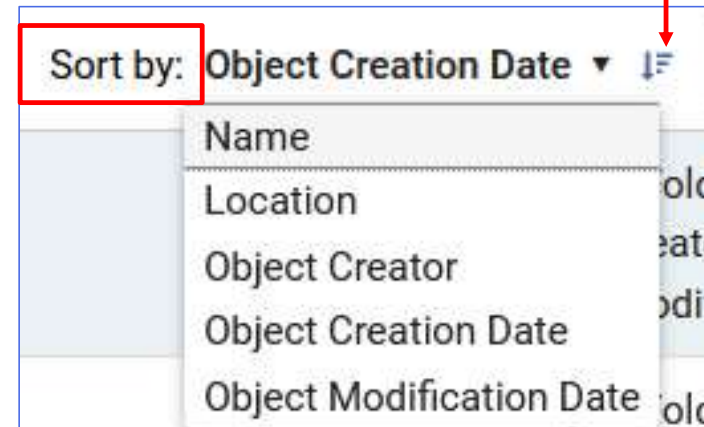 Sort by: Object Creation Date
Name
Location
Object Creator
Object Creation Date
Object Modification Date